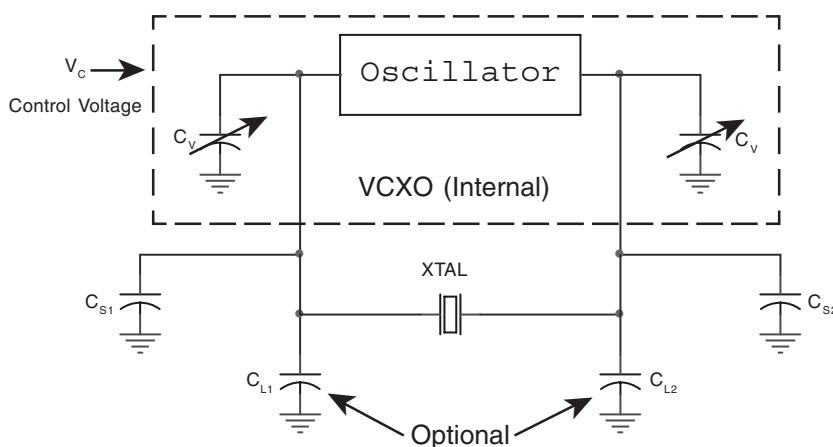 V_C
Control Voltage
Oscillator
C_V
C_V
VCXO (Internal)
XTAL
C_S1
C_S2
C_L1
C_L2
Optional